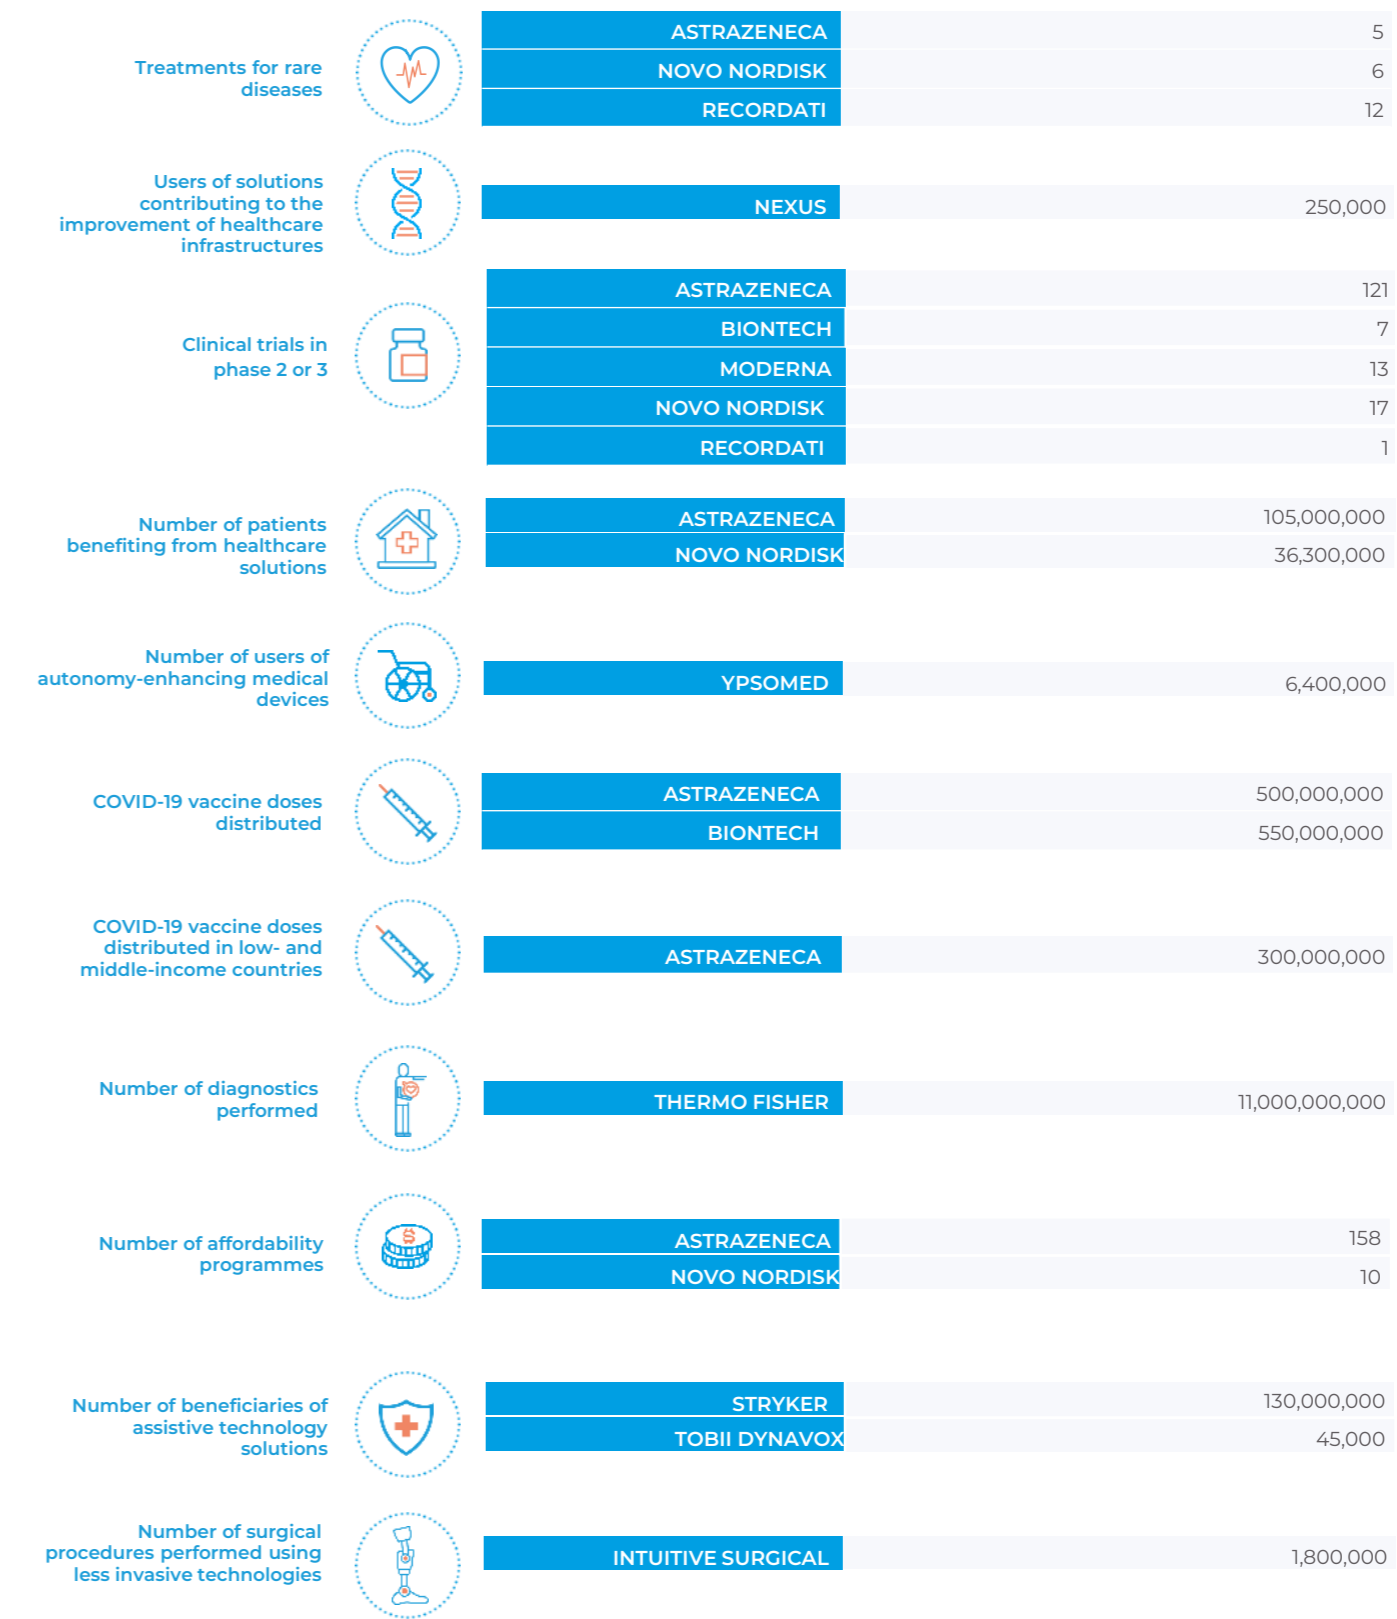 Treatments for rare
diseases
ASTRAZENECA 5
NOVO NORDISK 6
RECORDATI 12
Users of solutions
contributing to the
improvement of healthcare
infrastructures
NEXUS 250,000
Clinical trials in
phase 2 or 3
ASTRAZENECA 121
BIONTECH 7
MODERNA 13
NOVO NORDISK 17
RECORDATI 1
Number of patients
benefiting from healthcare
solutions
ASTRAZENECA 105,000,000
NOVO NORDISK 36,300,000
Number of users of
autonomy-enhancing medical
devices
YPSOMED 6,400,000
COVID-19 vaccine doses
distributed
ASTRAZENECA 500,000,000
BIONTECH 550,000,000
COVID-19 vaccine doses
distributed in low- and
middle-income countries
ASTRAZENECA 300,000,000
Number of diagnostics
performed
THERMO FISHER 11,000,000,000
Number of affordability
programmes
$
ASTRAZENECA 158
NOVO NORDISK 10
Number of beneficiaries of
assistive technology
solutions
STRYKER 130,000,000
TOBII DYNAVOX 45,000
Number of surgical
procedures performed using
less invasive technologies
INTUITIVE SURGICAL 1,800,000